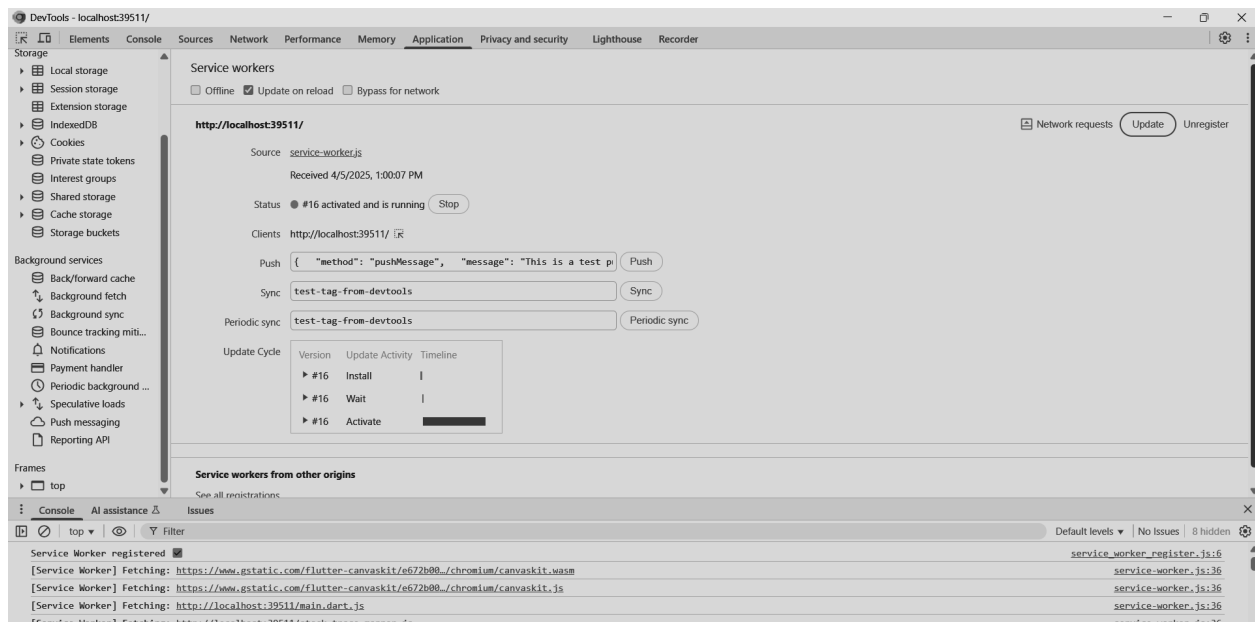 DevTools - localhost:39511/
Elements Console Sources Network Performance Memory Application Privacy and security Lighthouse Recorder
Storage
Local storage
Session storage
Extension storage
IndexedDB
Cookies
Private state tokens
Interest groups
Shared storage
Cache storage
Storage buckets
Background services
Back/forward cache
Background fetch
Background sync
Bounce tracking miti...
Notifications
Payment handler
Periodic background ...
Speculative loads
Push messaging
Reporting API
Frames
top
Service workers
Offline Update on reload Bypass for network
http://localhost:39511/ Network requests Update Unregister
Source service-worker.js
Received 4/5/2025, 1:00:07 PM
Status #16 activated and is running Stop
Clients http://localhost:39511/
Push { "method": "pushMessage", "message": "This is a test pu Push
Sync test-tag-from-devtools Sync
Periodic sync test-tag-from-devtools Periodic sync
Update Cycle Version Update Activity Timeline
#16 Install
#16 Wait
#16 Activate
Service workers from other origins
See all registrations
Console AI assistance Issues
top Filter Default levels No Issues 8 hidden
Service Worker registered service_worker_register.js:6
[Service Worker] Fetching: https://www.gstatic.com/flutter-canvaskit/e672b00…/chromium/canvaskit.wasm service-worker.js:36
[Service Worker] Fetching: https://www.gstatic.com/flutter-canvaskit/e672b00…/chromium/canvaskit.js service-worker.js:36
[Service Worker] Fetching: http://localhost:39511/main.dart.js service-worker.js:36